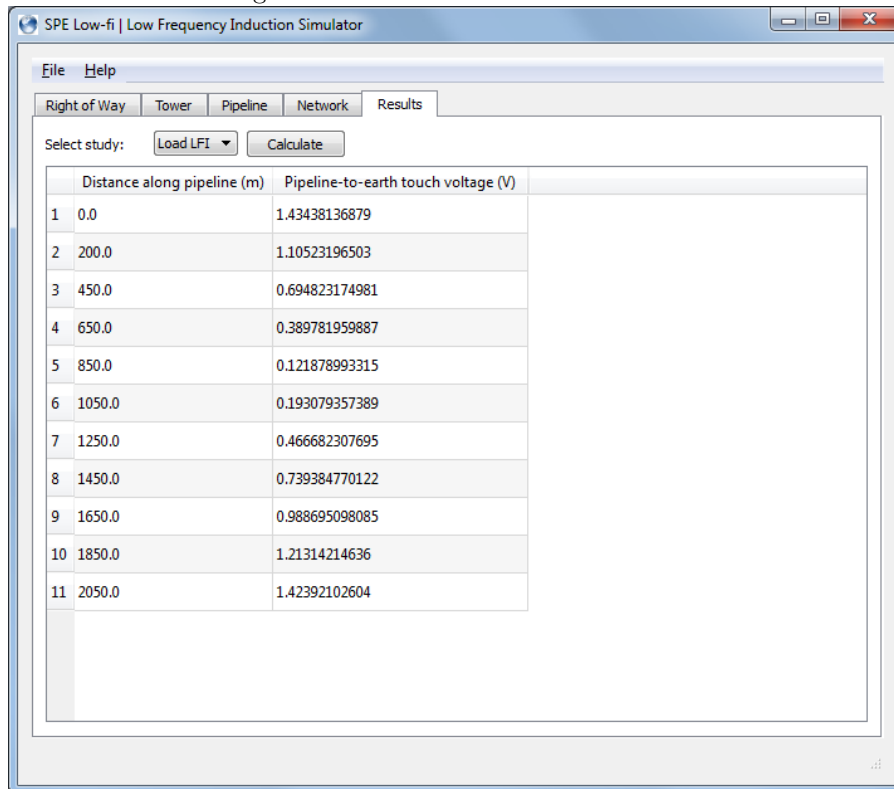 SPE Low-fi | Low Frequency Induction Simulator
File Help
Right of Way Tower Pipeline Network Results
Select study: Load LFI Calculate
Distance along pipeline (m) Pipeline-to-earth touch voltage (V)
1 0.0 1.43438136879
2 200.0 1.10523196503
3 450.0 0.694823174981
4 650.0 0.389781959887
5 850.0 0.121878993315
6 1050.0 0.193079357389
7 1250.0 0.466682307695
8 1450.0 0.739384770122
9 1650.0 0.988695098085
10 1850.0 1.21314214636
11 2050.0 1.42392102604